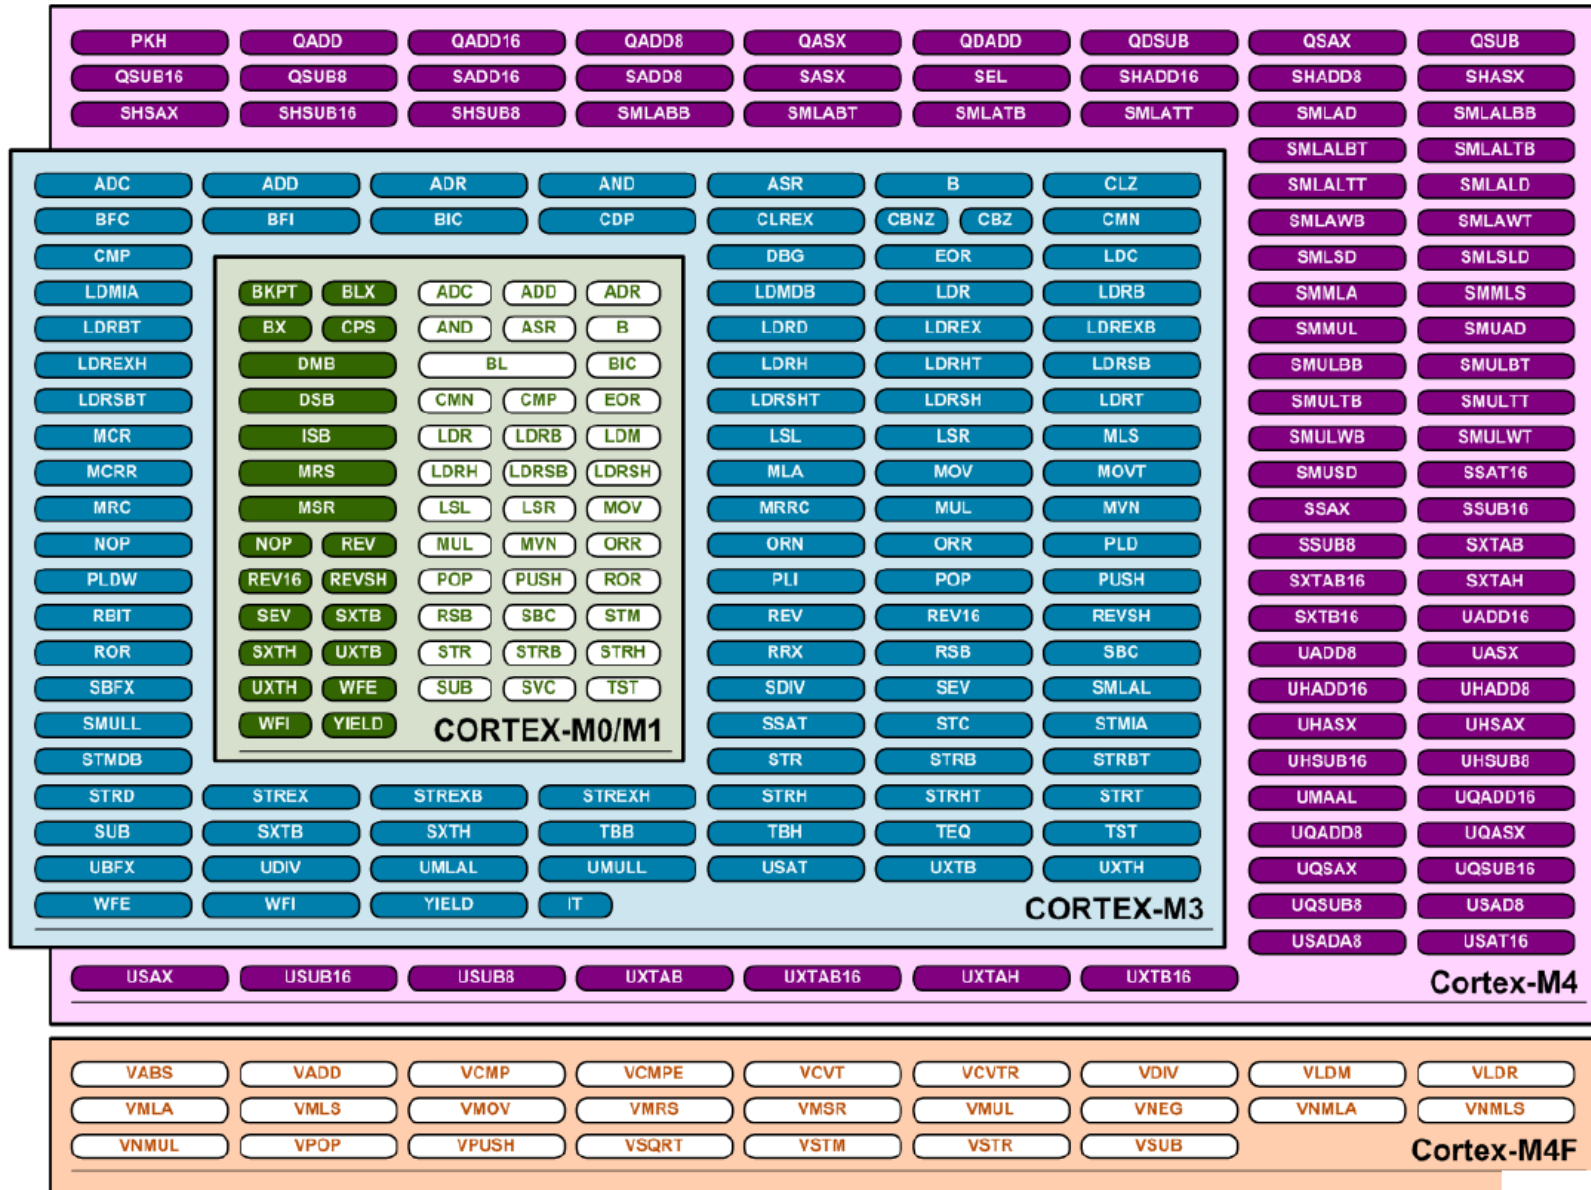 PKH QADD QADD16 QADD8 QASX QDADD QDSUB QSAX QSUB
QSUB16 QSUB8 SADD16 SADD8 SASX SEL SHADD16 SHADD8 SHASX
SHSAX SHSUB16 SHSUB8 SMLABB SMLABT SMLATB SMLATT SMLAD SMLALBB
SMLALBT SMLALTB
ADC ADD ADR AND ASR B CLZ SMLALTT SMLALD
BFC BFI BIC CDP CLREX CBNZ CBZ CMN SMLAWB SMLAWT
CMP DBG EOR LDC SMLSD SMLSLD
LDMIA BKPT BLX ADC ADD ADR LDMDB LDR LDRB SMMLA SMMLS
LDRBT BX CPS AND ASR B LDRD LDREX LDREXB SMMUL SMUAD
LDREXH DMB BL BIC LDRH LDRHT LDRSB SMULBB SMULBT
LDRSBT DSB CMN CMP EOR LDRSHT LDRSH LDRT SMULTB SMULTT
MCR ISB LDR LDRB LDM LSL LSR MLS SMULWB SMULWT
MCRR MRS LDRH LDRSB LDRSH MLA MOV MOVT SMUSD SSAT16
MRC MSR LSL LSR MOV MRRC MUL MVN SSAX SSUB16
NOP NOP REV MUL MVN ORR ORN ORR PLD SSUB8 SXTAB
PLDW REV16 REVSH POP PUSH ROR PLI POP PUSH SXTAB16 SXTAH
RBIT SEV SXTB RSB SBC STM REV REV16 REVSH SXTB16 UADD16
ROR SXTH UXTB STR STRB STRH RRX RSB SBC UADD8 UASX
SBFX UXTH WFE SUB SVC TST SDIV SEV SMLAL UHADD16 UHADD8
SMULL WFI YIELD CORTEX-M0/M1 SSAT STC STMIA UHASX UHSAX
STMDB STR STRB STRBT UHSUB16 UHSUB8
STRD STREX STREXB STREXH STRH STRHT STRT UMAAL UQADD16
SUB SXTB SXTH TBB TBH TEQ TST UQADD8 UQASX
UBFX UDIV UMLAL UMULL USAT UXTB UXTH UQSAX UQSUB16
WFE WFI YIELD IT CORTEX-M3 UQSUB8 USAD8
USADA8 USAT16
USAX USUB16 USUB8 UXTAB UXTAB16 UXTAH UXTB16 Cortex-M4
VABS VADD VCMP VCMPE VCVT VCVTR VDIV VLDM VLDR
VMLA VMLS VMOV VMRS VMSR VMUL VNEG VNMLA VNMLS
VNMUL VPOP VPUSH VSQRT VSTM VSTR VSUB Cortex-M4F